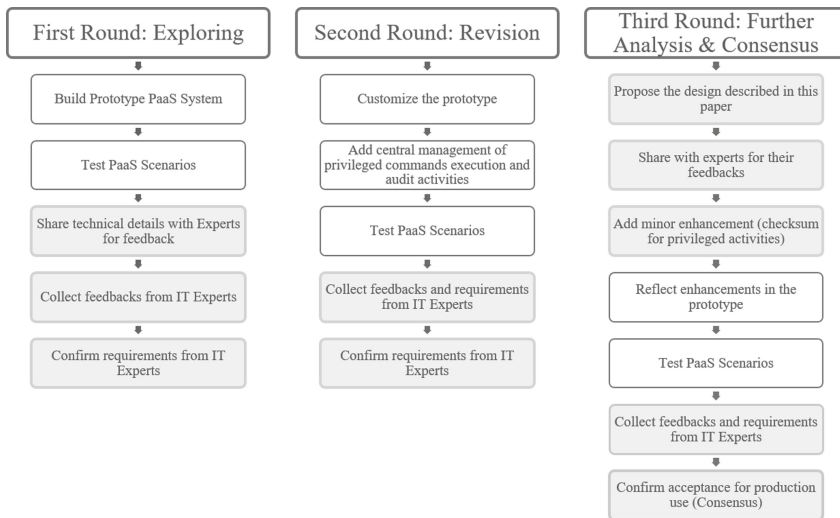 First Round: Exploring
Build Prototype PaaS System
Test PaaS Scenarios
Share technical details with Experts
for feedback
Collect feedbacks from IT Experts
Confirm requirements from IT
Experts
Second Round: Revision
Customize the prototype
Add central management of
privileged commands execution and
audit activities
Test PaaS Scenarios
Collect feedbacks and requirements
from IT Experts
Confirm requirements from IT
Experts
Third Round: Further
Analysis & Consensus
Propose the design described in this
paper
Share with experts for their
feedbacks
Add minor enhancement (checksum
for privileged activities)
Reflect enhancements in the
prototype
Test PaaS Scenarios
Collect feedbacks and requirements
from IT Experts
Confirm acceptance for production
use (Consensus)